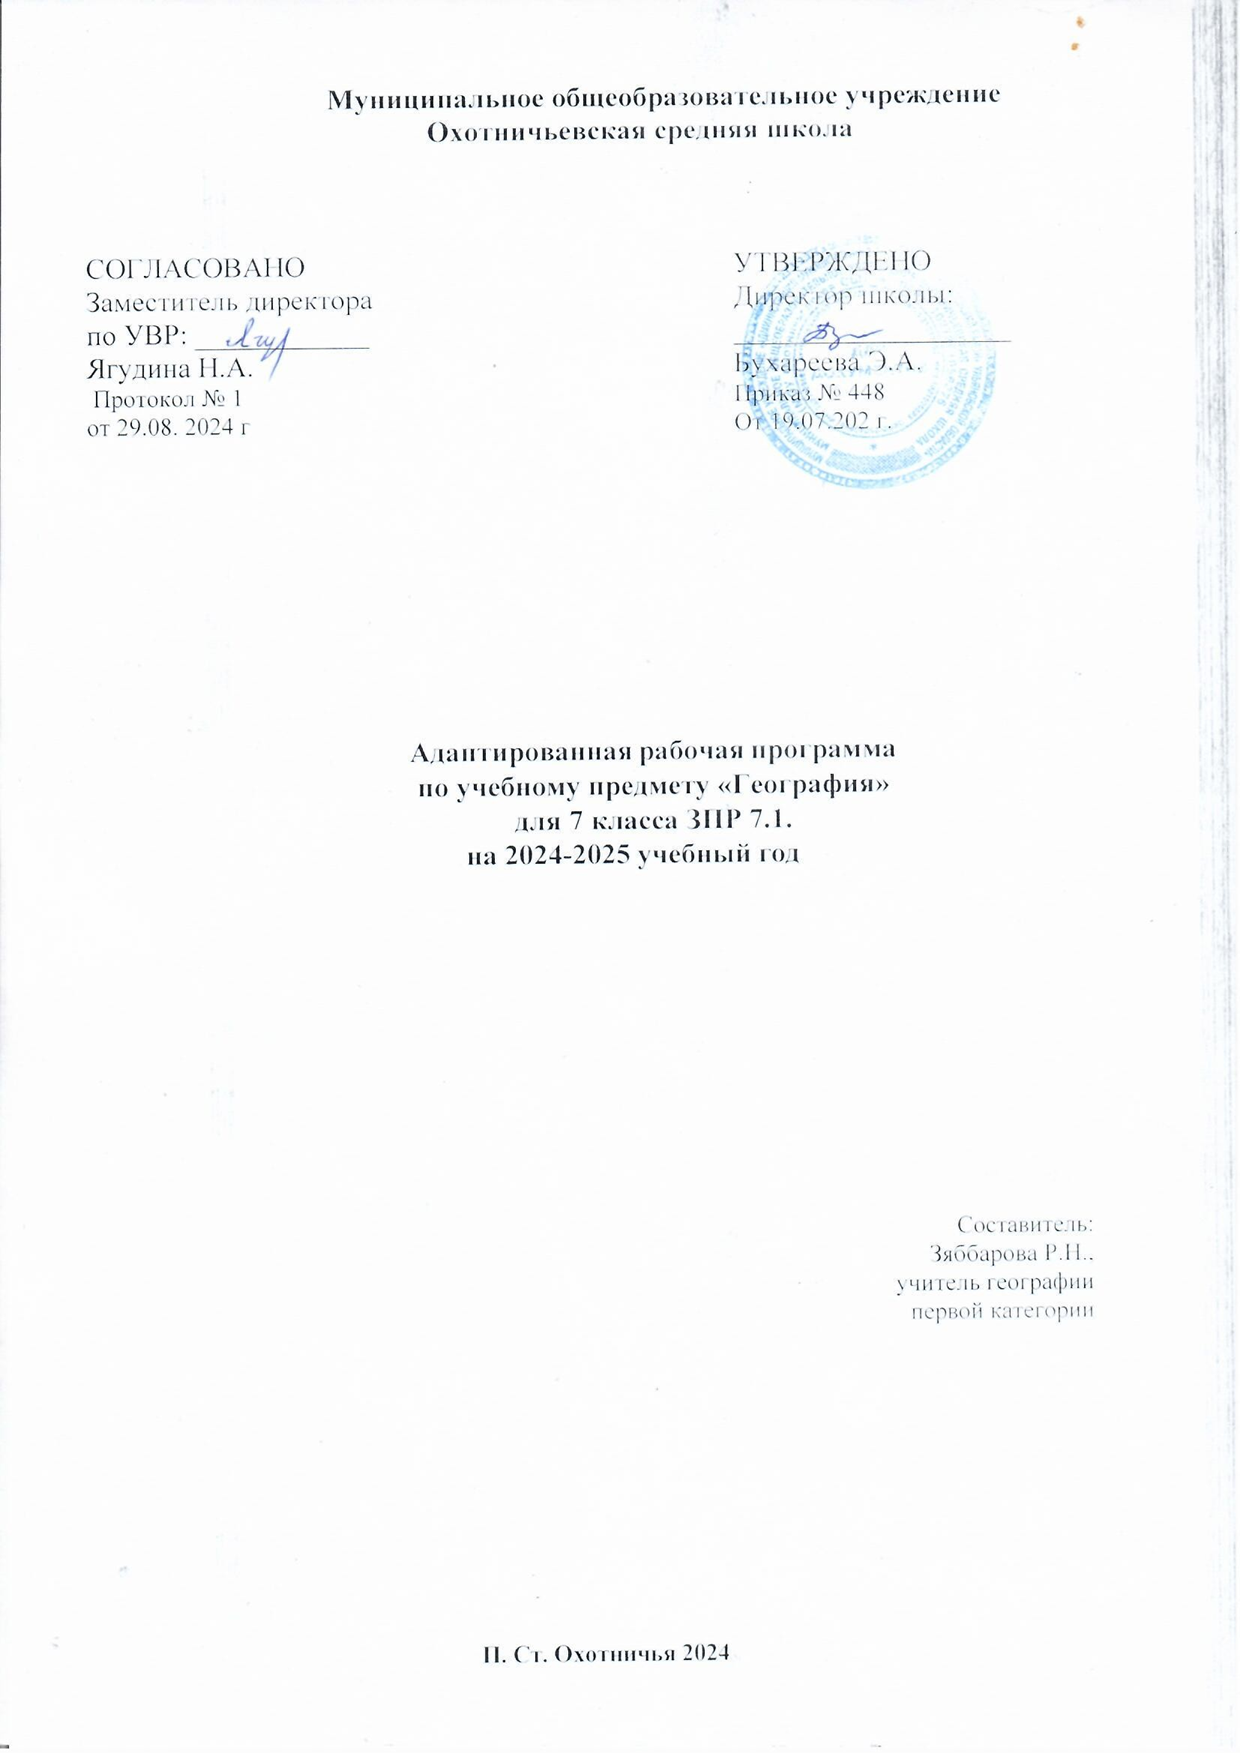 Муниципальное общеобразовательное учреждение
Охотничьевская средняя школа
СОГЛАСОВАНО
Заместитель директора
по УВР:
Ягудина Н.А.
Протокол № 1
от 29.08. 2024 г
УТВЕРЖДЕНО
Директор школы:
Бухареева Э.А.
Приказ № 448
От 19.07.202 г.
Адаптированная рабочая программа
по учебному предмету «География»
для 7 класса ЗПР 7.1.
на 2024-2025 учебный год
Составитель:
Зяббарова Р.Н..
учитель географии
первой категории
П. Ст. Охотничья 2024